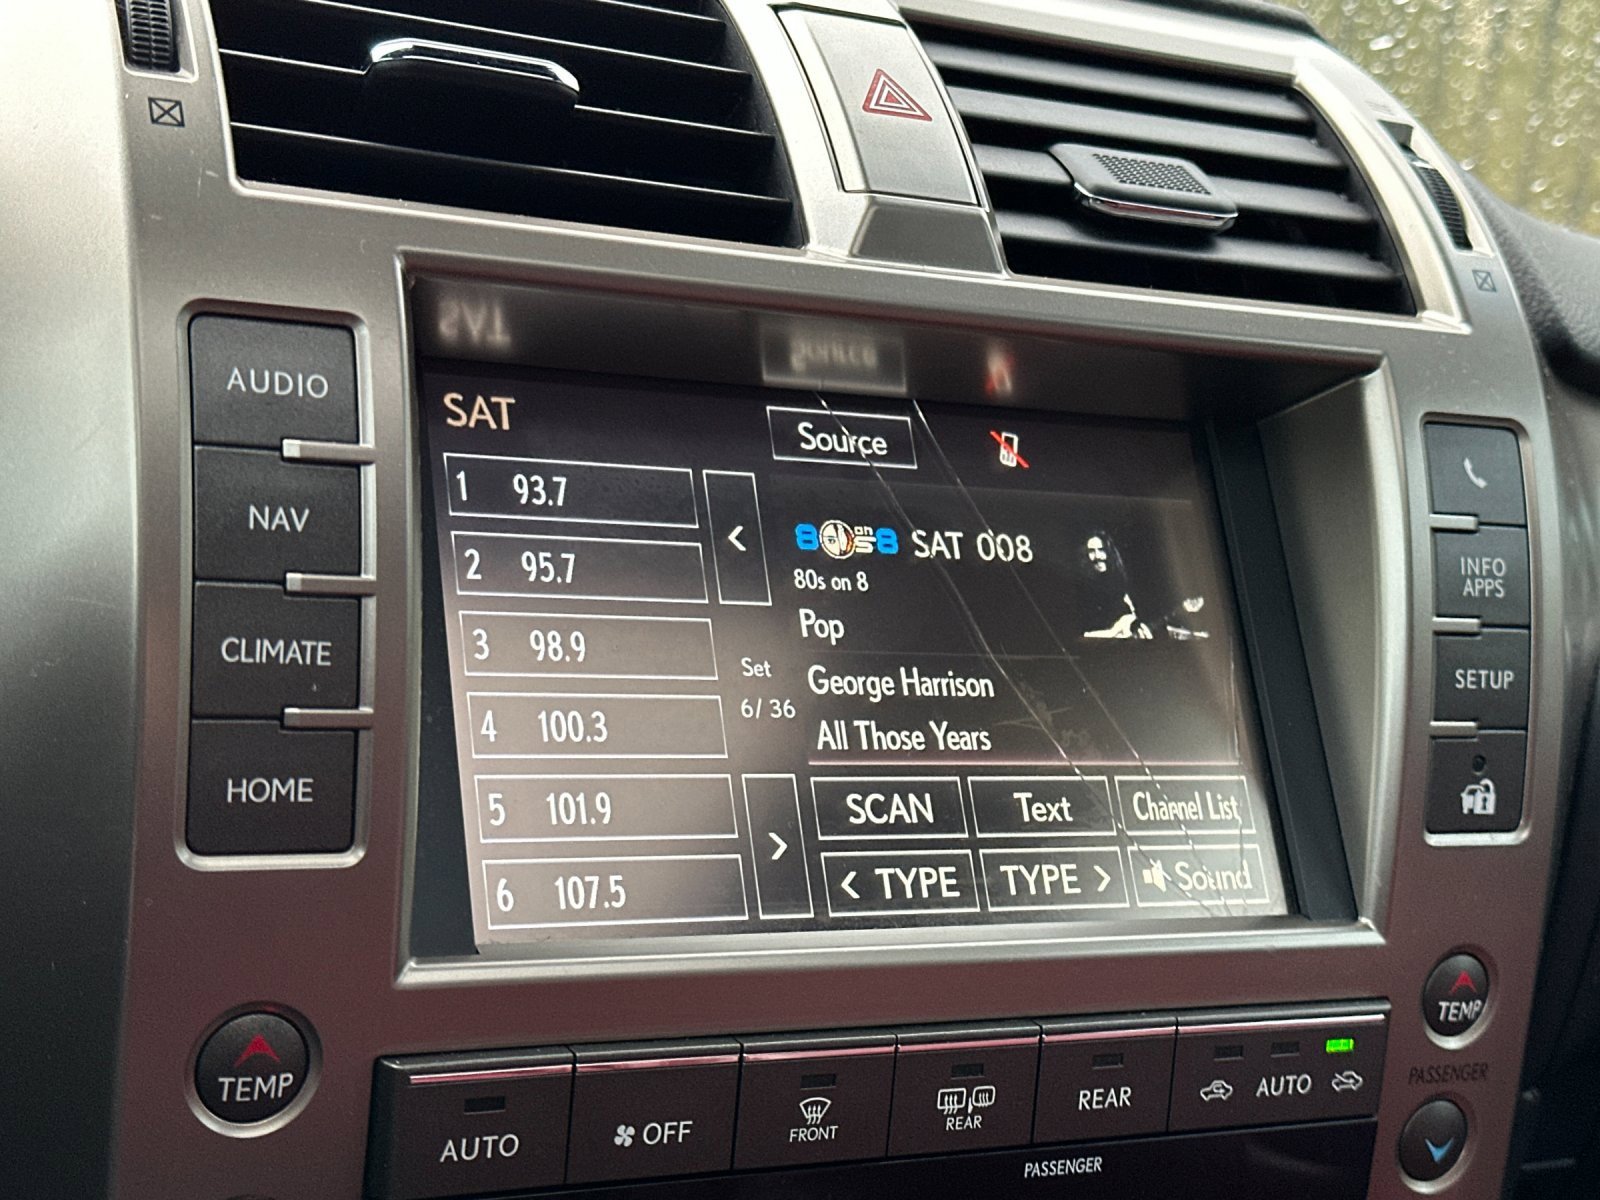 AUDIO
NAV
CLIMATE
HOME
SAT
Source
1 93.7
2 95.7
3 98.9
4 100.3
5 101.9
6 107.5
<
Set
6/ 36
>
80s on 8 SAT 008
80s on 8
Pop
George Harrison
All Those Years
SCAN
Text
Channel List
< TYPE
TYPE >
Sound
INFO
APPS
SETUP
TEMP
TEMP
PASSENGER
AUTO
OFF
FRONT
REAR
REAR
AUTO
PASSENGER